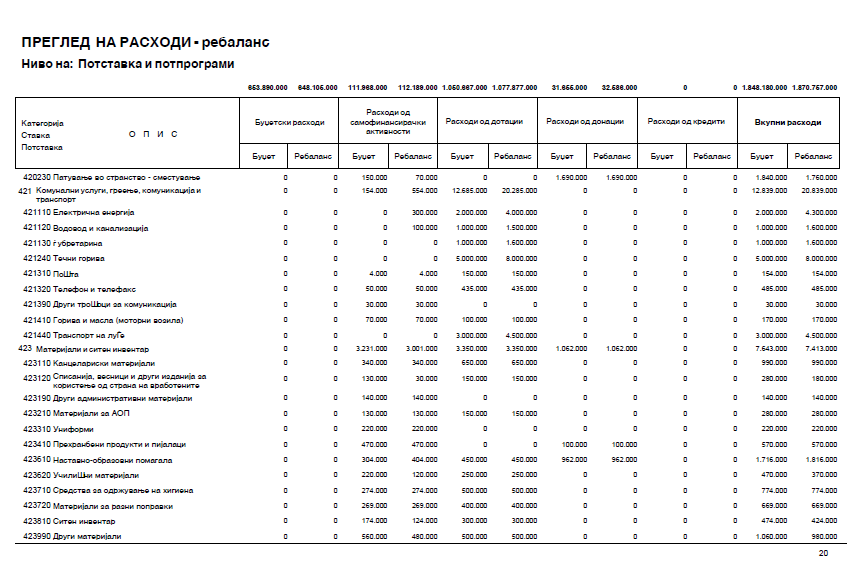 ПРЕГЛЕД НА РАСХОДИ - ребаланс
Ниво на: Потставка и потпрограми
653.890.000 648.105.000 111.968.000 112.189.000 1.050.667.000 1.077.877.000 31.655.000 32.586.000 0 0 1.848.180.000 1.870.757.000
Категорија
Ставка
Потставка
О П И С
Буџетски расходи
Расходи од самофинансирачки активности
Расходи од дотации
Расходи од донации
Расходи од кредити
Вкупни расходи
Буџет Ребаланс Буџет Ребаланс Буџет Ребаланс Буџет Ребаланс Буџет Ребаланс Буџет Ребаланс
420230 Патување во странство - сместување 0 0 150.000 70.000 0 0 1.690.000 1.690.000 0 0 1.840.000 1.760.000
421 Комунални услуги, греење, комуникација и 0 0 154.000 554.000 12.685.000 20.285.000 0 0 0 0 12.839.000 20.839.000
транспорт
421110 Електрична енергија 0 0 0 300.000 2.000.000 4.000.000 0 0 0 0 2.000.000 4.300.000
421120 Водовод и канализација 0 0 0 100.000 1.000.000 1.500.000 0 0 0 0 1.000.000 1.600.000
421130 ѓубретарина 0 0 0 0 1.000.000 1.600.000 0 0 0 0 1.000.000 1.600.000
421240 Течни горива 0 0 0 0 5.000.000 8.000.000 0 0 0 0 5.000.000 8.000.000
421310 ПоШта 0 0 4.000 4.000 150.000 150.000 0 0 0 0 154.000 154.000
421320 Телефон и телефакс 0 0 50.000 50.000 435.000 435.000 0 0 0 0 485.000 485.000
421390 Други троШоци за комуникација 0 0 30.000 30.000 0 0 0 0 0 0 30.000 30.000
421410 Горива и масла (моторни возила) 0 0 70.000 70.000 100.000 100.000 0 0 0 0 170.000 170.000
421440 Транспорт на луЃе 0 0 0 0 3.000.000 4.500.000 0 0 0 0 3.000.000 4.500.000
423 Материјали и ситен инвентар 0 0 3.231.000 3.001.000 3.350.000 3.350.000 1.062.000 1.062.000 0 0 7.643.000 7.413.000
423110 Канцелариски материјали 0 0 340.000 340.000 650.000 650.000 0 0 0 0 990.000 990.000
423120 Списанија, весници и други изданија за 0 0 130.000 30.000 150.000 150.000 0 0 0 0 280.000 180.000
користење од страна на вработените
423190 Други административни материјали 0 0 140.000 140.000 0 0 0 0 0 0 140.000 140.000
423210 Материјали за АОП 0 0 130.000 130.000 150.000 150.000 0 0 0 0 280.000 280.000
423310 Униформи 0 0 220.000 220.000 0 0 0 0 0 0 220.000 220.000
423410 Прехранбени продукти и пијалаци 0 0 470.000 470.000 0 0 100.000 100.000 0 0 570.000 570.000
423610 Наставно-образовни помагала 0 0 304.000 404.000 450.000 450.000 962.000 962.000 0 0 1.716.000 1.816.000
423620 УчилиШни материјали 0 0 220.000 120.000 250.000 250.000 0 0 0 0 470.000 370.000
423710 Средства за одржување на хигиена 0 0 274.000 274.000 500.000 500.000 0 0 0 0 774.000 774.000
423720 Материјали за разни поправки 0 0 269.000 269.000 400.000 400.000 0 0 0 0 669.000 669.000
423810 Ситен инвентар 0 0 174.000 124.000 300.000 300.000 0 0 0 0 474.000 424.000
423990 Други материјали 0 0 560.000 480.000 500.000 500.000 0 0 0 0 1.060.000 980.000
20